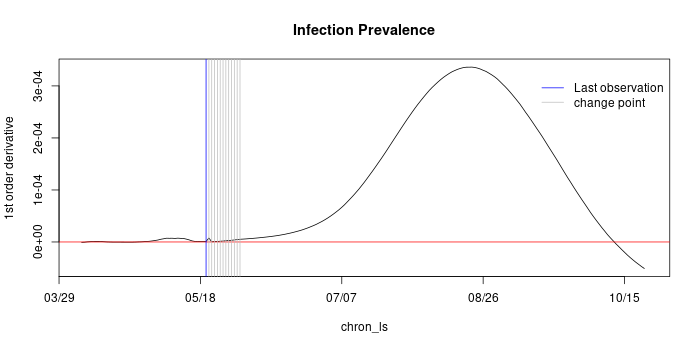 Infection Prevalence
1st order derivative
3e-04
2e-04
1e-04
0e+00
Last observation
change point
03/29
05/18
07/07
08/26
10/15
chron_ls